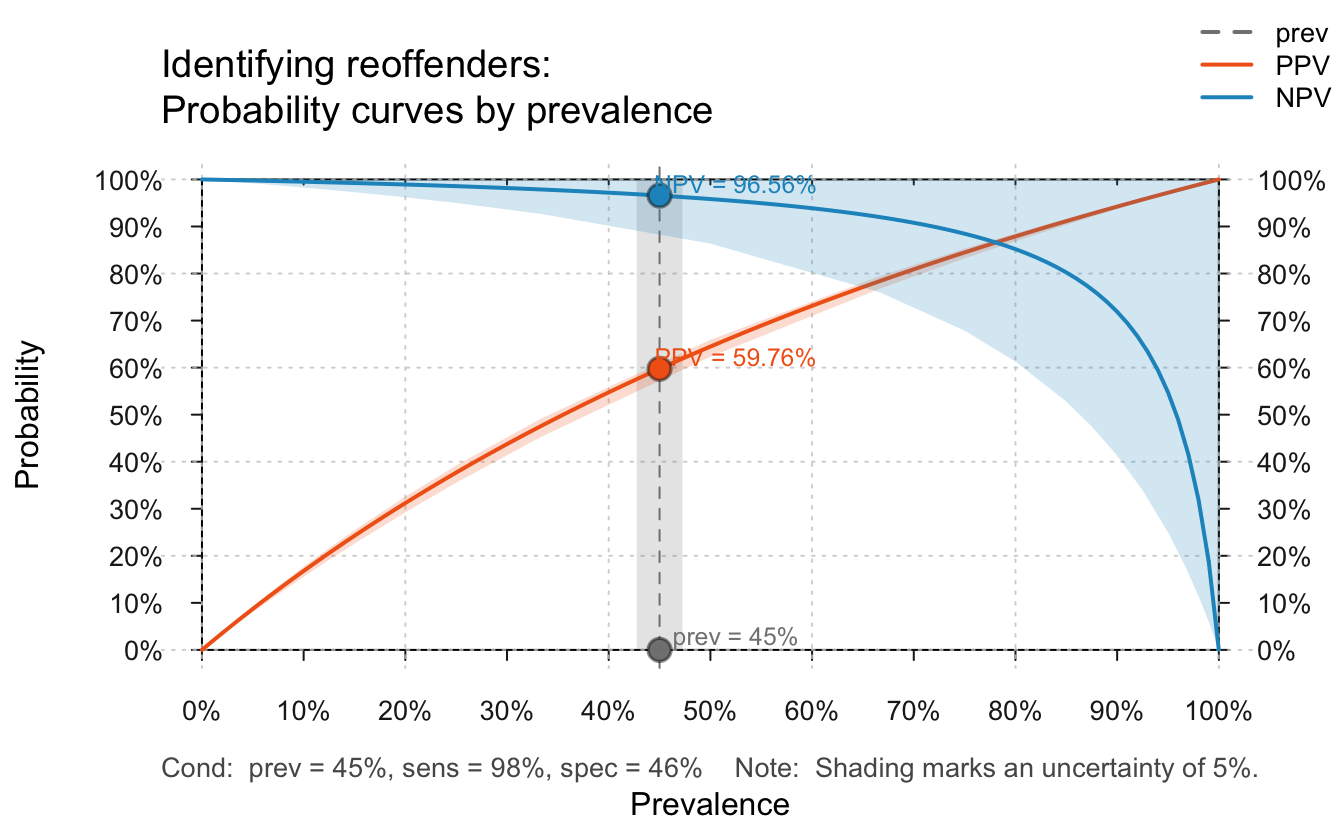 prev
PPV
NPV
Identifying reoffenders:
Probability curves by prevalence
Probability
100%
90%
80%
70%
60%
50%
40%
30%
20%
10%
0%
NPV = 96.56%
PPV = 59.76%
prev = 45%
100%
90%
80%
70%
60%
50%
40%
30%
20%
10%
0%
0% 10% 20% 30% 40% 50% 60% 70% 80% 90% 100%
Cond: prev = 45%, sens = 98%, spec = 46% Note: Shading marks an uncertainty of 5%.
Prevalence